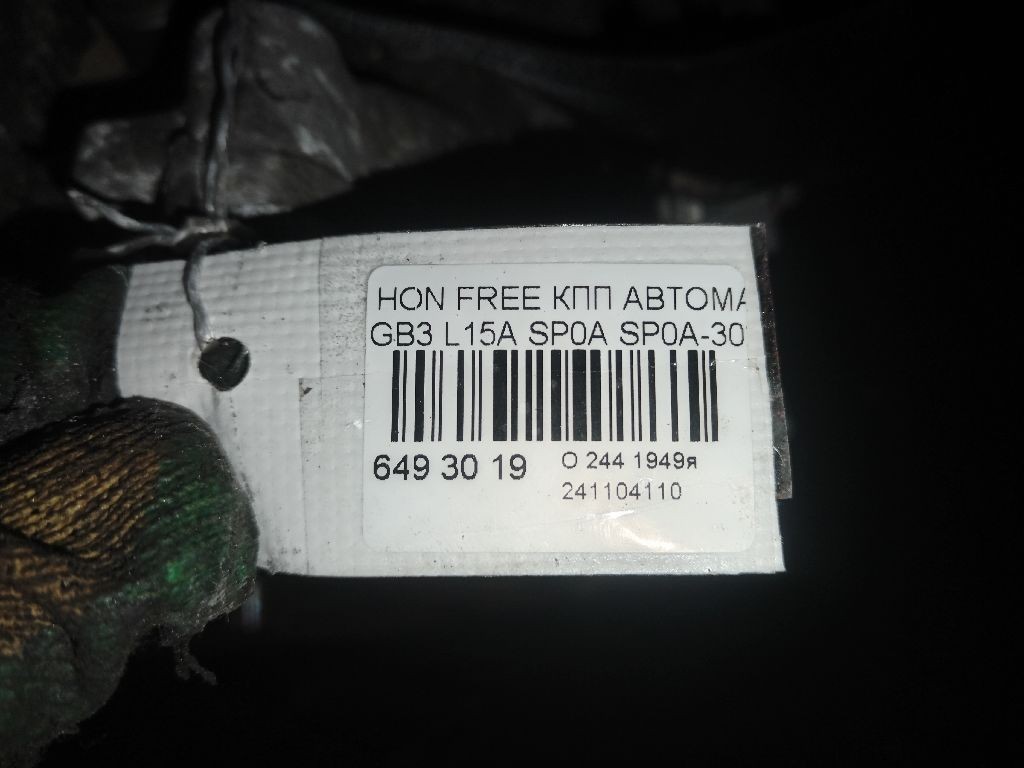 HON FREE КПП АВТОМА
GB3 L15A SP0A SP0A-30
649 30 19
О 244 1949я
241104110